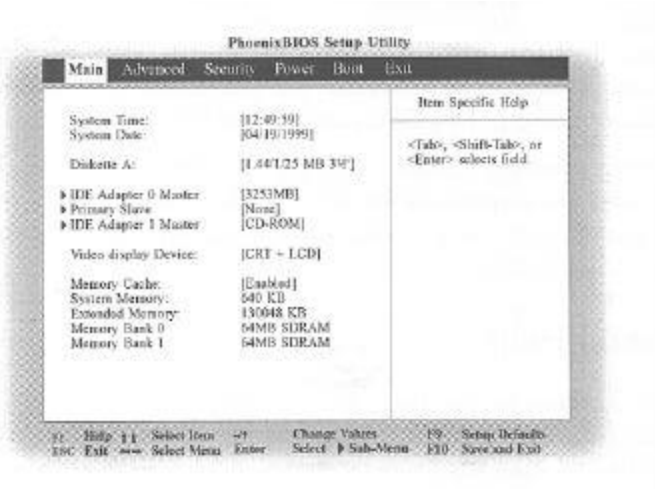 PhoenixBIOS Setup Utility
Main Advanced Security Power Boot Exit
Item Specific Help
System Time: [12:49:59]
System Date: [04/19/1999]
<Tab>, <Shift-Tab>, or
<Enter> selects field.
Diskette A: [1.44/1.25 MB 3½"]
IDE Adapter 0 Master [3253MB]
Primary Slave [None]
IDE Adapter 1 Master [CD-ROM]
Video display Device: [CRT + LCD]
Memory Cache: [Enabled]
System Memory: 640 KB
Extended Memory: 130048 KB
Memory Bank 0 64MB SDRAM
Memory Bank 1 64MB SDRAM
F1 Help ↑↓ Select Item -/+ Change Values F9 Setup Defaults
ESC Exit ←→ Select Menu Enter Select ▶ Sub-Menu F10 Save and Exit